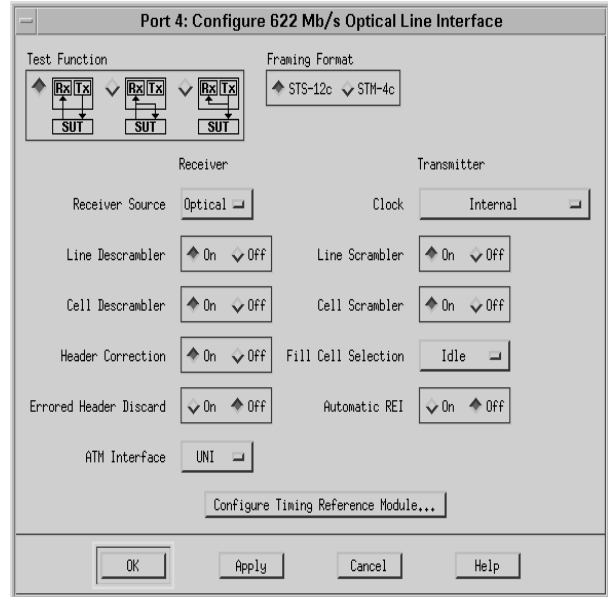 Port 4: Configure 622 Mb/s Optical Line Interface
Test Function Framing Format
Rx Tx Rx Tx Rx Tx STS-12c STM-4c
SUT SUT SUT
Receiver Transmitter
Receiver Source Optical Clock Internal
Line Descrambler On Off Line Scrambler On Off
Cell Descrambler On Off Cell Scrambler On Off
Header Correction On Off Fill Cell Selection Idle
Errored Header Discard On Off Automatic REI On Off
ATM Interface UNI
Configure Timing Reference Module...
OK Apply Cancel Help